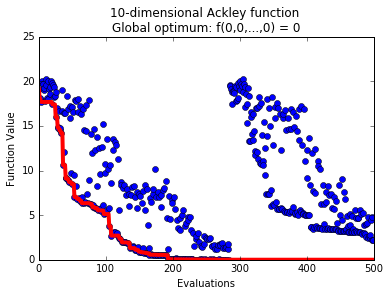 10-dimensional Ackley function
Global optimum: f(0,0,...,0) = 0
25
20
15
10
5
0
Function Value
0 100 200 300 400 500
Evaluations